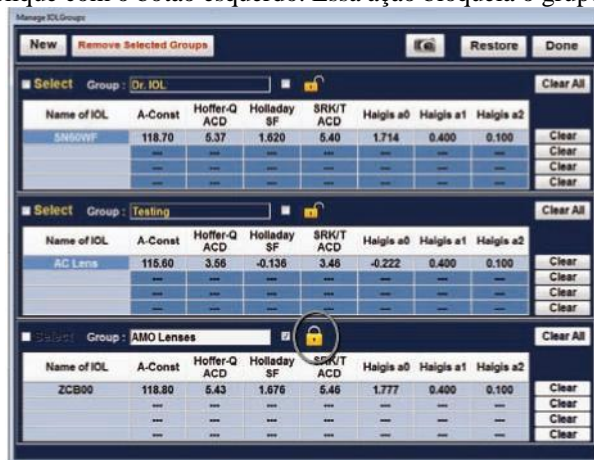 clique com o botão esquerdo. Essa ação bloqueia o grupo
Manage IOLGroups
New Remove Selected Groups Restore Done
Select Group : Dr. IOL Clear All
Name of IOL A-Const Hoffer-Q ACD Holladay SF SRK/T ACD Haigis a0 Haigis a1 Haigis a2
SN60WF 118.70 5.37 1.620 5.40 1.714 0.400 0.100 Clear
--- --- --- --- --- --- --- Clear
--- --- --- --- --- --- --- Clear
--- --- --- --- --- --- --- Clear
Select Group : Testing Clear All
Name of IOL A-Const Hoffer-Q ACD Holladay SF SRK/T ACD Haigis a0 Haigis a1 Haigis a2
AC Lens 115.60 3.56 -0.136 3.46 -0.222 0.400 0.100 Clear
--- --- --- --- --- --- --- Clear
--- --- --- --- --- --- --- Clear
--- --- --- --- --- --- --- Clear
Select Group : AMO Lenses Clear All
Name of IOL A-Const Hoffer-Q ACD Holladay SF SRK/T ACD Haigis a0 Haigis a1 Haigis a2
ZCB00 118.80 5.43 1.676 5.46 1.777 0.400 0.100 Clear
--- --- --- --- --- --- --- Clear
--- --- --- --- --- --- --- Clear
--- --- --- --- --- --- --- Clear